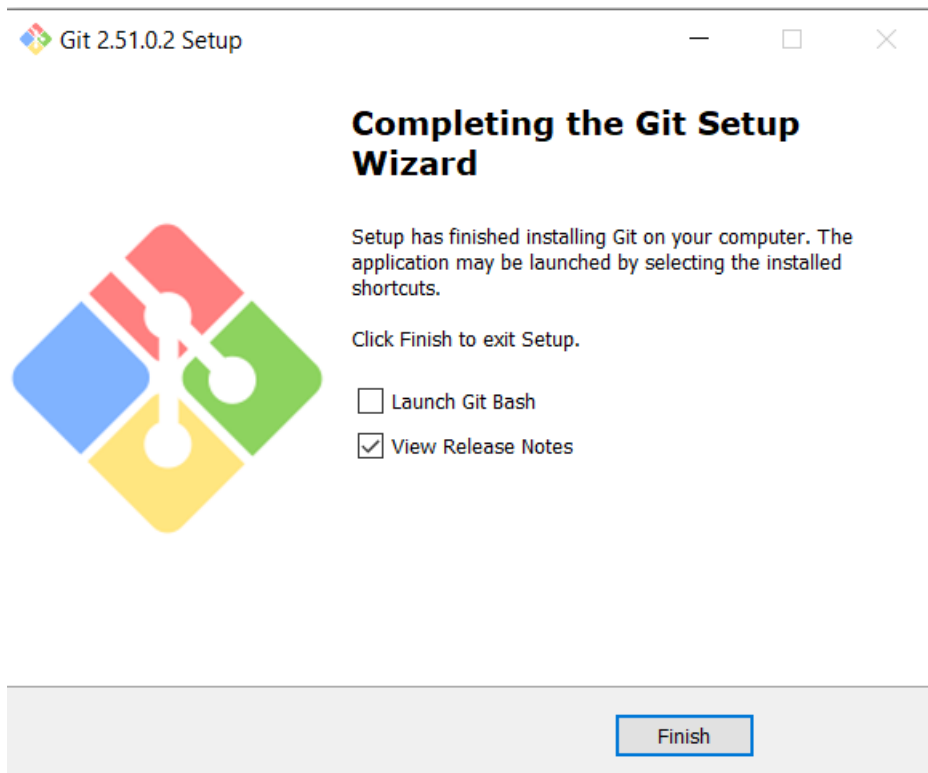 Git 2.51.0.2 Setup
Completing the Git Setup
Wizard
Setup has finished installing Git on your computer. The
application may be launched by selecting the installed
shortcuts.
Click Finish to exit Setup.
Launch Git Bash
View Release Notes
Finish